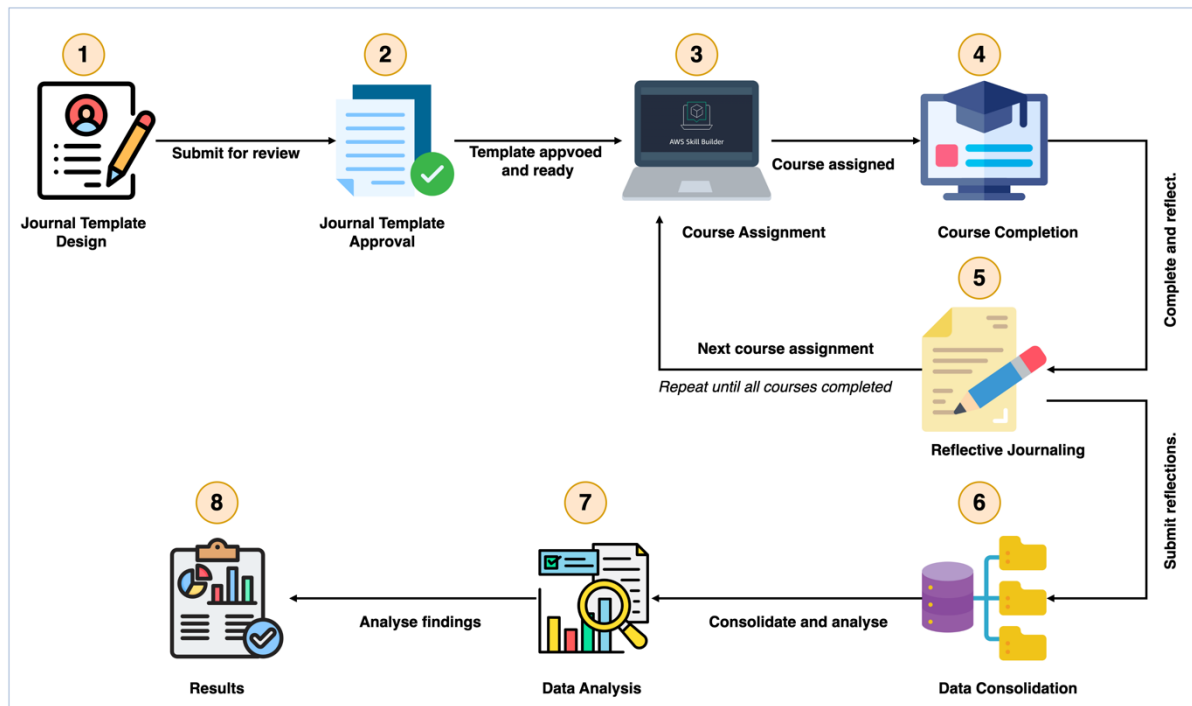 1
2
3
4
Submit for review
Template appvoed
and ready
AWS Skill Builder
Course assigned
Journal Template
Design
Journal Template
Approval
Course Assignment
Course Completion
Complete and reflect.
5
Next course assignment
Repeat until all courses completed
Reflective Journaling
Submit reflections.
8
7
6
Analyse findings
Consolidate and analyse
Results
Data Analysis
Data Consolidation